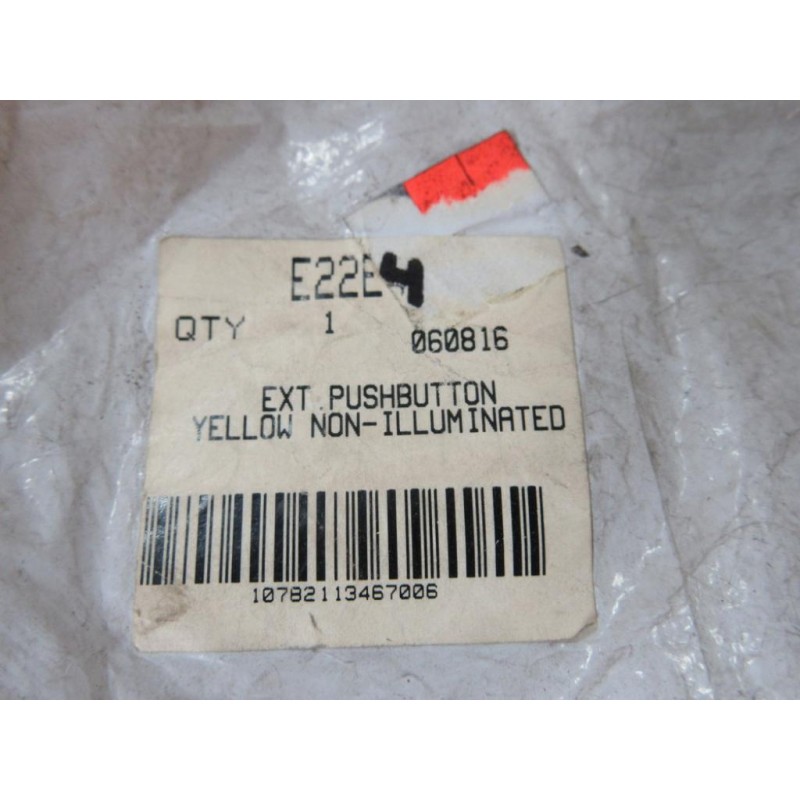 E22E4
QTY 1 060816
EXT.PUSHBUTTON
YELLOW NON-ILLUMINATED
10782113467006